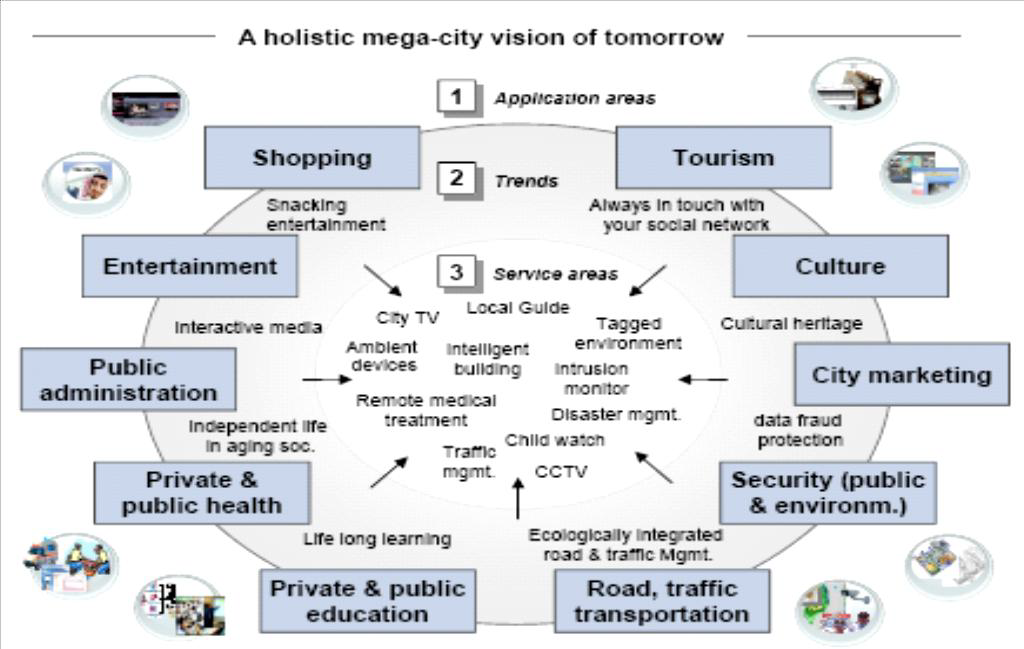 A holistic mega-city vision of tomorrow
1 Application areas
Shopping
Tourism
2 Trends
Snacking
entertainment
Always in touch with
your social network
Entertainment
Culture
3 Service areas
City TV
Local Guide
Tagged
environment
Interactive media
Cultural heritage
Ambient
devices
Intelligent
building
Intrusion
monitor
Public
administration
City marketing
Remote medical
treatment
Disaster mgmt.
Independent life
in aging soc.
data fraud
protection
Child watch
Traffic
mgmt.
CCTV
Private &
public health
Security (public
& environm.)
Life long learning
Ecologically integrated
road & traffic Mgmt.
Private & public
education
Road, traffic
transportation